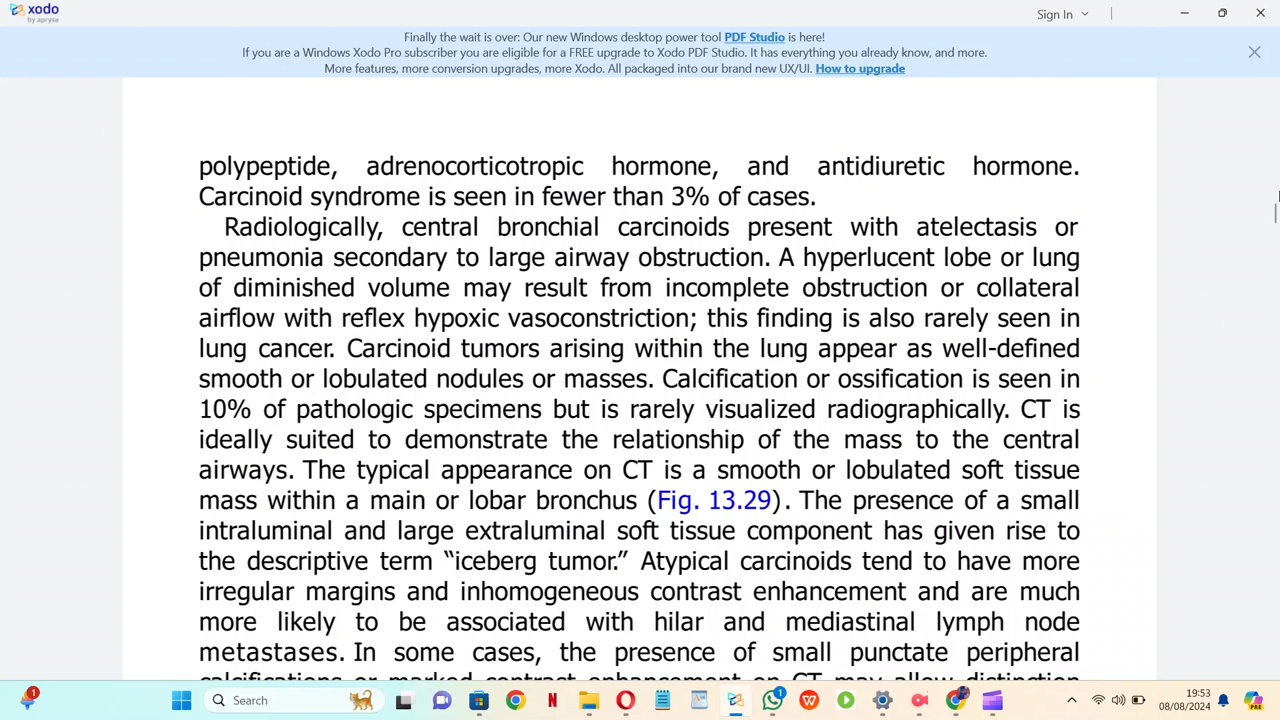 xodo
by apryse
Sign In
Finally the wait is over: Our new Windows desktop power tool PDF Studio is here!
If you are a Windows Xodo Pro subscriber you are eligible for a FREE upgrade to Xodo PDF Studio. It has everything you already know, and more.
More features, more conversion upgrades, more Xodo. All packaged into our brand new UX/UI. How to upgrade
polypeptide, adrenocorticotropic hormone, and antidiuretic hormone.
Carcinoid syndrome is seen in fewer than 3% of cases.
Radiologically, central bronchial carcinoids present with atelectasis or
pneumonia secondary to large airway obstruction. A hyperlucent lobe or lung
of diminished volume may result from incomplete obstruction or collateral
airflow with reflex hypoxic vasoconstriction; this finding is also rarely seen in
lung cancer. Carcinoid tumors arising within the lung appear as well-defined
smooth or lobulated nodules or masses. Calcification or ossification is seen in
10% of pathologic specimens but is rarely visualized radiographically. CT is
ideally suited to demonstrate the relationship of the mass to the central
airways. The typical appearance on CT is a smooth or lobulated soft tissue
mass within a main or lobar bronchus (Fig. 13.29). The presence of a small
intraluminal and large extraluminal soft tissue component has given rise to
the descriptive term “iceberg tumor.” Atypical carcinoids tend to have more
irregular margins and inhomogeneous contrast enhancement and are much
more likely to be associated with hilar and mediastinal lymph node
metastases. In some cases, the presence of small punctate peripheral
calcifications or marked contrast enhancement on CT may allow distinction
1
Search
N
1
W
19:53
08/08/2024
PRE